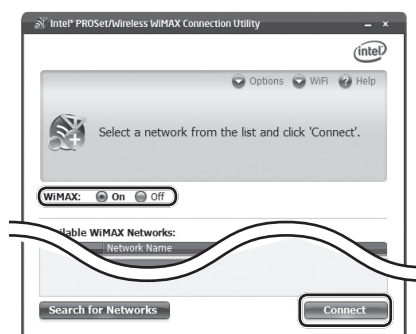 Intel® PROSet/Wireless WiMAX Connection Utility
intel
Options WiFi Help
Select a network from the list and click 'Connect'.
WiMAX: On Off
WiMAX Networks:
Network Name
Search for Networks Connect